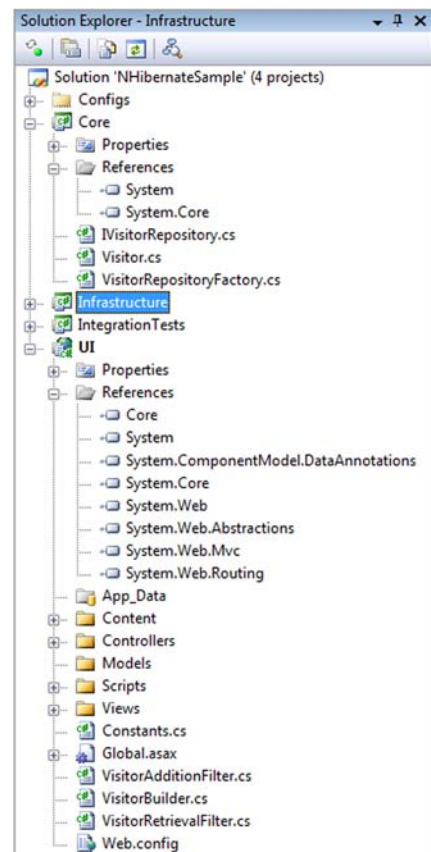 Solution Explorer - Infrastructure
Solution 'NHibernateSample' (4 projects)
Configs
Core
Properties
References
System
System.Core
IVisitorRepository.cs
Visitor.cs
VisitorRepositoryFactory.cs
Infrastructure
IntegrationTests
UI
Properties
References
Core
System
System.ComponentModel.DataAnnotations
System.Core
System.Web
System.Web.Abstractions
System.Web.Mvc
System.Web.Routing
App_Data
Content
Controllers
Models
Scripts
Views
Constants.cs
Global.asax
VisitorAdditionFilter.cs
VisitorBuilder.cs
VisitorRetrievalFilter.cs
Web.config